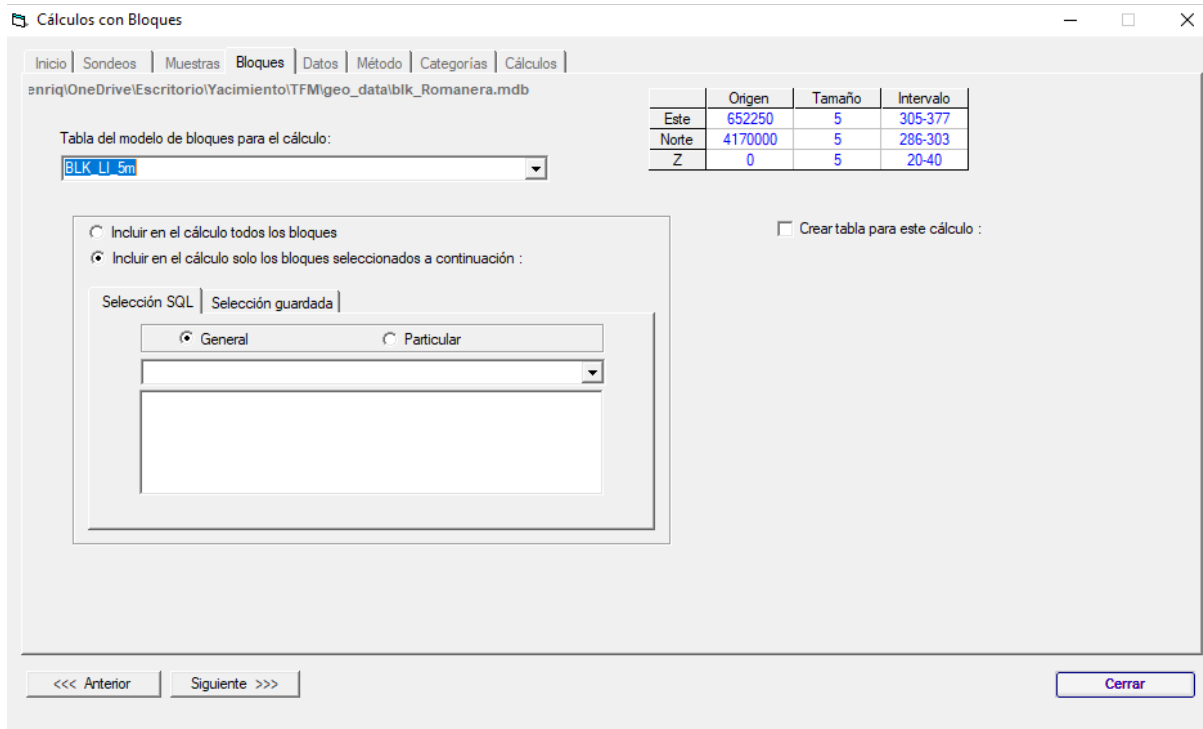 Cálculos con Bloques
Inicio Sondeos Muestras Bloques Datos Método Categorías Cálculos
enriq\OneDrive\Escritorio\Yacimiento\TFM\geo_data\blk_Romanera.mdb
Origen Tamaño Intervalo
Este 652250 5 305-377
Norte 4170000 5 286-303
Z 0 5 20-40
Tabla del modelo de bloques para el cálculo:
BLK_LI_5m
Incluir en el cálculo todos los bloques
Crear tabla para este cálculo :
Incluir en el cálculo solo los bloques seleccionados a continuación :
Selección SQL Selección guardada
General Particular
<<< Anterior Siguiente >>> Cerrar